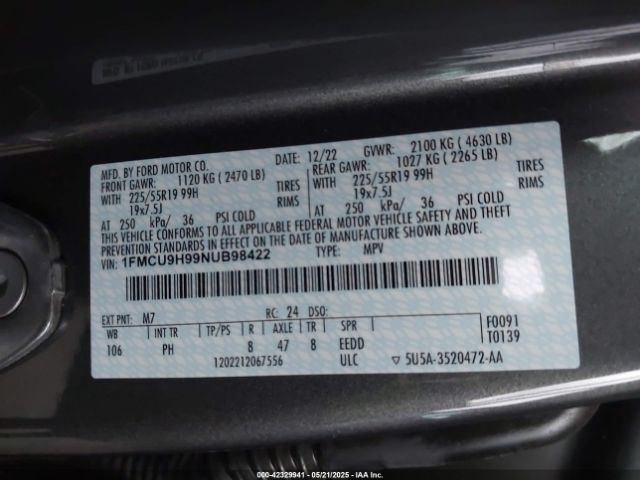 MFD. BY FORD MOTOR CO. DATE: 12/22 GVWR: 2100 KG ( 4630 LB)
FRONT GAWR: 1120 KG ( 2470 LB) REAR GAWR: 1027 KG ( 2265 LB)
WITH 225/55R19 99H TIRES WITH 225/55R19 99H TIRES
19x7.5J RIMS 19x7.5J RIMS
AT 250 kPa/ 36 PSI COLD AT 250 kPa/ 36 PSI COLD
THIS VEHICLE CONFORMS TO ALL APPLICABLE FEDERAL MOTOR VEHICLE SAFETY AND THEFT
PREVENTION STANDARDS IN EFFECT ON THE DATE OF MANUFACTURE SHOWN ABOVE.
VIN: 1FMCU9H99NUB98422 TYPE: MPV
EXT PNT: M7 RC: 24 DSO: F0091
WB INT TR TP/PS R AXLE TR SPR T0139
106 PH 8 47 8 EEDD
1202212067556 ULC 5U5A-3520472-AA
000-42329941 - 05/21/2025 - IAAI Inc.